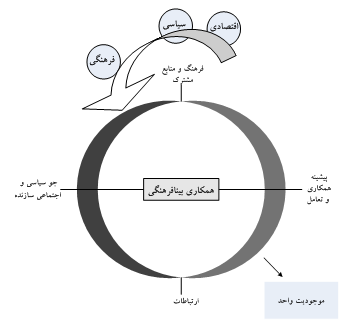 اقتصادی
سیاسی
فرهنگی
فرهنگ و منابع
مشترک
پیشینه
همکاری
و تعامل
همکاری بینافرهنگی
جو سیاسی و
اجتماعی سازنده
ارتباطات
موجودیت واحد